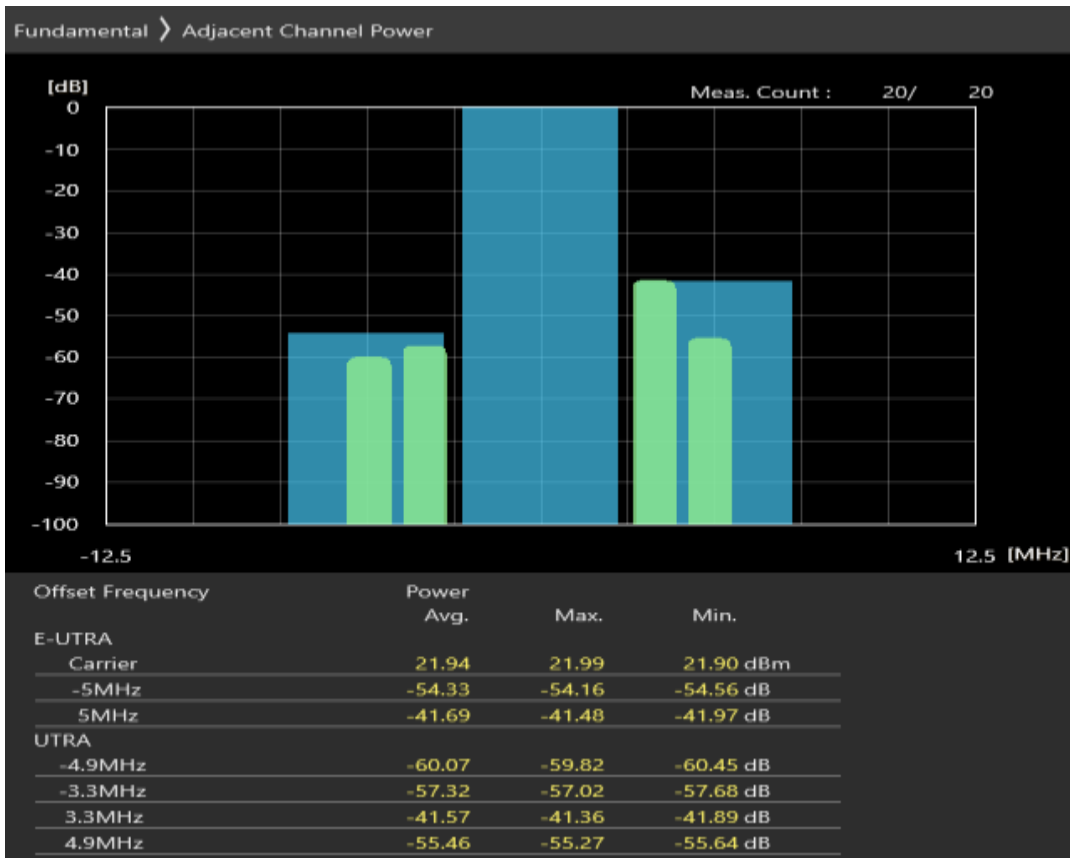 Fundamental 〉 Adjacent Channel Power
[dB]
Meas. Count : 20/ 20
0
-10
-20
-30
-40
-50
-60
-70
-80
-90
-100
-12.5 12.5 [MHz]
Offset Frequency Power
Avg. Max. Min.
E-UTRA
Carrier 21.94 21.99 21.90 dBm
-5MHz -54.33 -54.16 -54.56 dB
5MHz -41.69 -41.48 -41.97 dB
UTRA
-4.9MHz -60.07 -59.82 -60.45 dB
-3.3MHz -57.32 -57.02 -57.68 dB
3.3MHz -41.57 -41.36 -41.89 dB
4.9MHz -55.46 -55.27 -55.64 dB